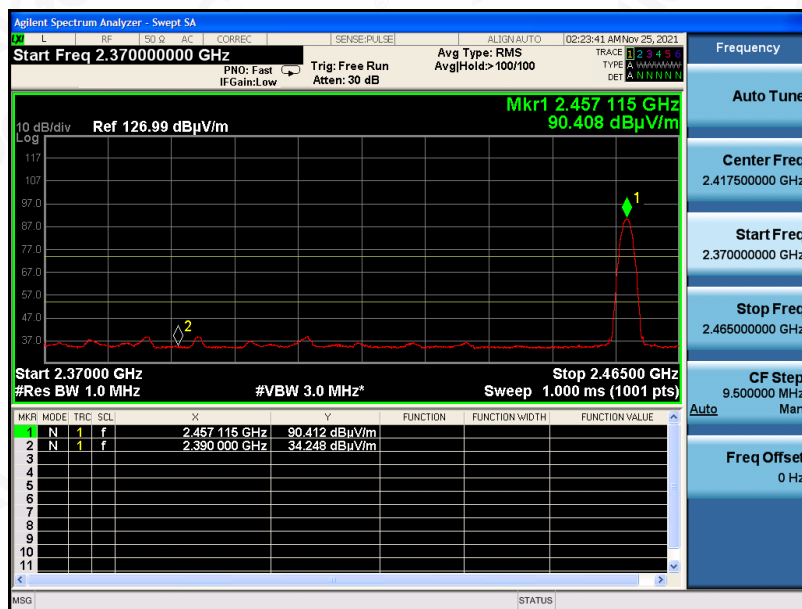 Agilent Spectrum Analyzer - Swept SA
LXI L RF 50 Ω AC CORREC SENSE:PULSE ALIGN AUTO 02:23:41 AM Nov 25, 2021
Start Freq 2.370000000 GHz
PNO: Fast
IFGain:Low
Trig: Free Run
Atten: 30 dB
Avg Type: RMS
Avg|Hold:>100/100
TRACE 1 2 3 4 5 6
TYPE A WWWWW
DET A N N N N N
Mkr1 2.457 115 GHz
90.408 dBµV/m
10 dB/div Ref 126.99 dBµV/m
Log
117
107
97.0
87.0
77.0
67.0
57.0
47.0
37.0
1
2
Start 2.37000 GHz Stop 2.46500 GHz
#Res BW 1.0 MHz #VBW 3.0 MHz* Sweep 1.000 ms (1001 pts)
MKR MODE TRC SCL X Y FUNCTION FUNCTION WIDTH FUNCTION VALUE
1 N 1 f 2.457 115 GHz 90.412 dBµV/m
2 N 1 f 2.390 000 GHz 34.248 dBµV/m
3
4
5
6
7
8
9
10
11
MSG STATUS
Frequency
Auto Tune
Center Freq
2.417500000 GHz
Start Freq
2.370000000 GHz
Stop Freq
2.465000000 GHz
CF Step
9.500000 MHz
Auto Man
Freq Offset
0 Hz